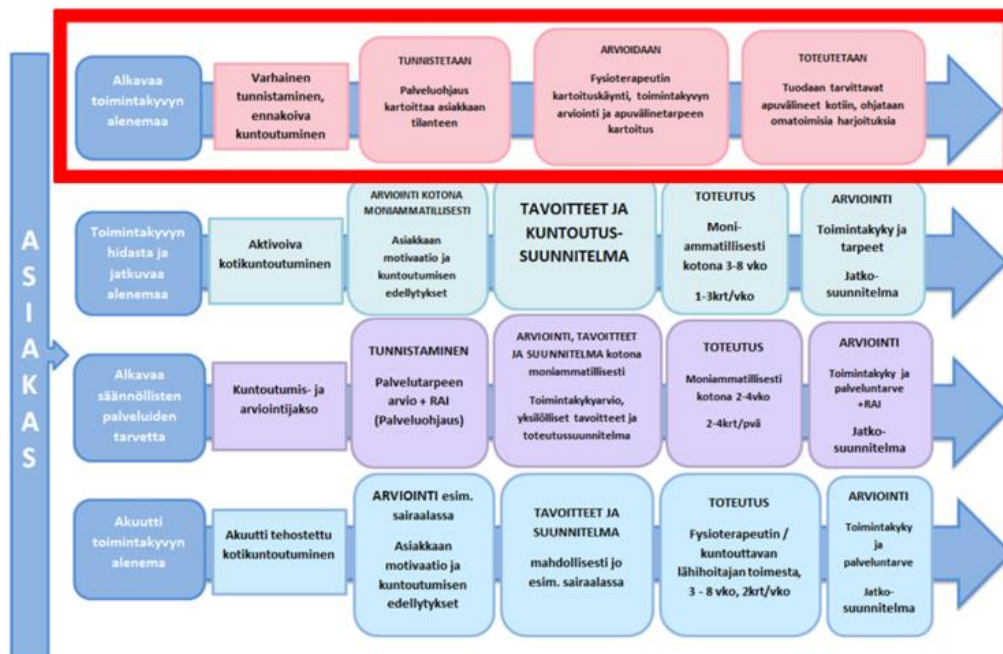 ASIAKAS
Alkavaa
toimintakyvyn
alenemaa
Varhainen
tunnistaminen,
ennakoiva
kuntoutuminen
TUNNISTETAAN
Palveluohjaus
kartoittaa asiakkaan
tilanteen
ARVIOIDAAN
Fysioterapeutin
kartoituskäynti, toimintakyvyn
arviointi ja apuvälinetarpeen
kartoitus
TOTEUTETAAN
Tuodaan tarvittavat
apuvälineet kotiin, ohjataan
omatoimisia harjoituksia
Toimintakyvyn
hidasta ja
jatkuvaa
alenemaa
Aktivoiva
kotikuntoutuminen
ARVIOINTI KOTONA
MONIAMMATILLISESTI
Asiakkaan
motivaatio ja
kuntoutumisen
edellytykset
TAVOITTEET JA
KUNTOUTUS-
SUUNNITELMA
TOTEUTUS
Moni-
ammatillisesti
kotona 3-8 vko
1-3krt/vko
ARVIOINTI
Toimintakyky ja
tarpeet
Jatko-
suunnitelma
Alkavaa
säännöllisten
palveluiden
tarvetta
Kuntoutumis- ja
arviointijakso
TUNNISTAMINEN
Palvelutarpeen
arvio + RAI
(Palveluohjaus)
ARVIOINTI, TAVOITTEET
JA SUUNNITELMA kotona
moniammatillisesti
Toimintakykyarvio,
yksilölliset tavoitteet ja
toteutussuunnitelma
TOTEUTUS
Moniammatillisesti
kotona 2-4vko
2-4krt/pvä
ARVIOINTI
Toimintakyky ja
palveluntarve
+RAI
Jatko-
suunnitelma
Akuutti
toimintakyvyn
alenema
Akuutti tehostettu
kotikuntoutuminen
ARVIOINTI esim.
sairaalassa
Asiakkaan
motivaatio ja
kuntoutumisen
edellytykset
TAVOITTEET JA
SUUNNITELMA
mahdollisesti jo
esim. sairaalassa
TOTEUTUS
Fysioterapeutin /
kuntouttavan
lähihoitajan toimesta,
3 - 8 vko, 2krt/vko
ARVIOINTI
Toimintakyky
ja
palveluntarve
Jatko-
suunnitelma